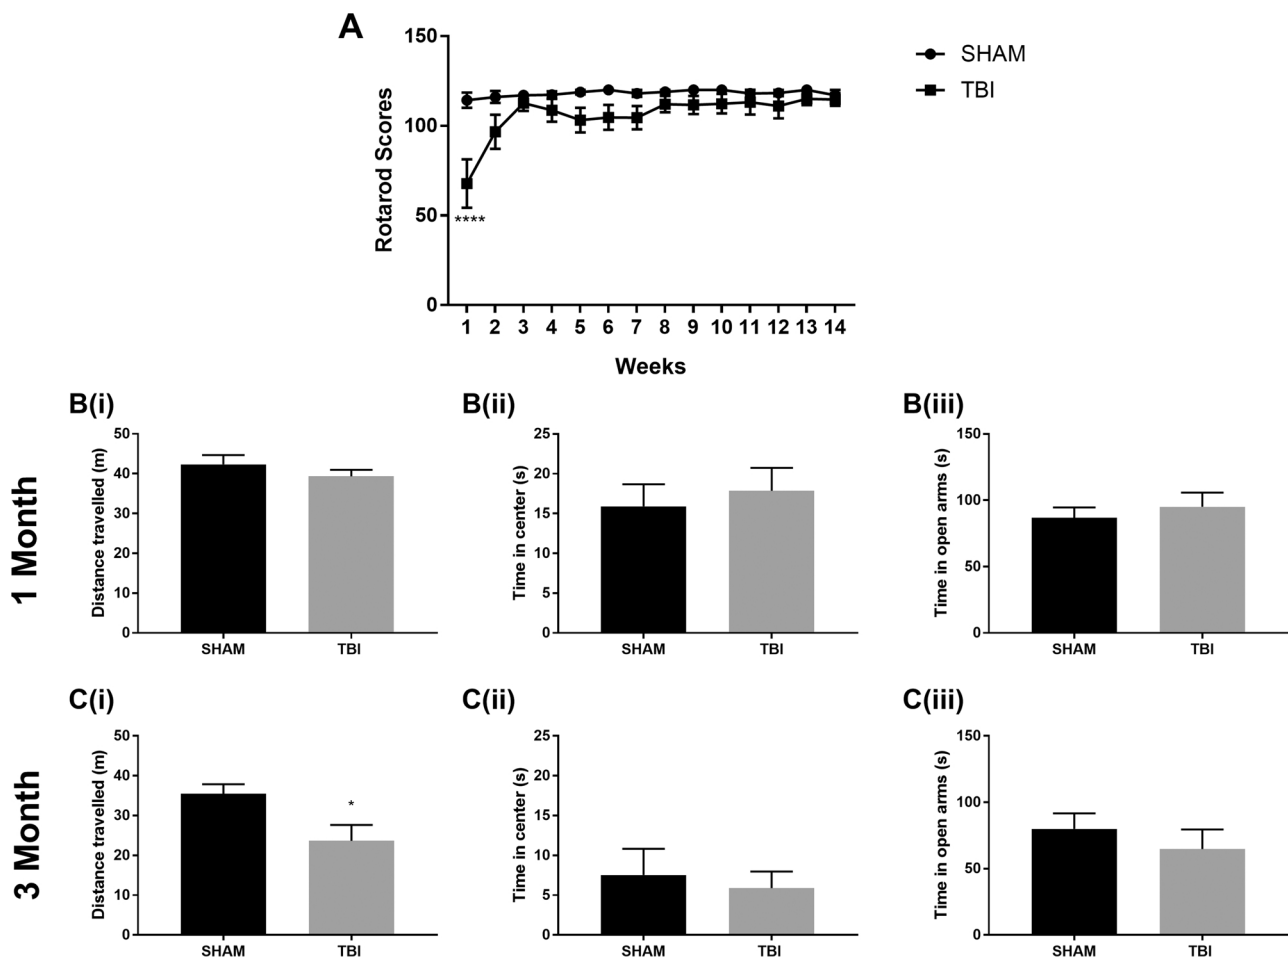 A
150
100
50
0
Rotarod Scores
****
1 2 3 4 5 6 7 8 9 10 11 12 13 14
Weeks
SHAM
TBI
1 Month
B(i)
50
40
30
20
10
0
Distance travelled (m)
SHAM TBI
B(ii)
25
20
15
10
5
0
Time in center (s)
SHAM TBI
B(iii)
150
100
50
0
Time in open arms (s)
SHAM TBI
3 Month
C(i)
50
40
30
20
10
0
Distance travelled (m)
*
SHAM TBI
C(ii)
25
20
15
10
5
0
Time in center (s)
SHAM TBI
C(iii)
150
100
50
0
Time in open arms (s)
SHAM TBI